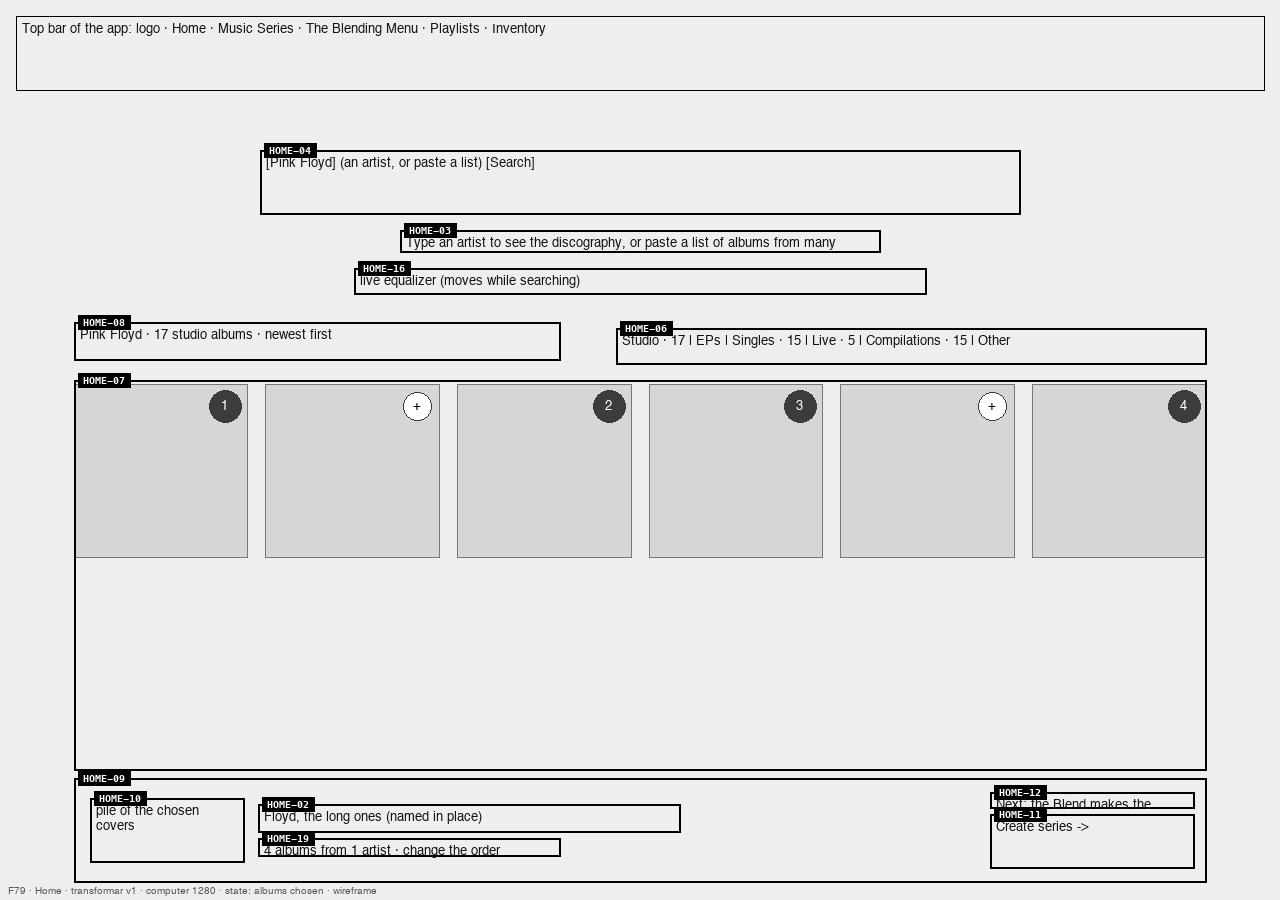 Top bar of the app: logo · Home · Music Series · The Blending Menu · Playlists · Inventory
HOME-04
[Pink Floyd] (an artist, or paste a list) [Search]
HOME-03
Type an artist to see the discography, or paste a list of albums from many
HOME-16
live equalizer (moves while searching)
HOME-08
Pink Floyd · 17 studio albums · newest first
HOME-06
Studio · 17 | EPs | Singles · 15 | Live · 5 | Compilations · 15 | Other
HOME-07
1
+
2
3
+
4
HOME-09
HOME-10
pile of the chosen
covers
HOME-02
Floyd, the long ones (named in place)
HOME-19
4 albums from 1 artist · change the order
HOME-12
Next: the Blend makes the
HOME-11
Create series ->
F79 · Home · transformar v1 · computer 1280 · state: albums chosen · wireframe